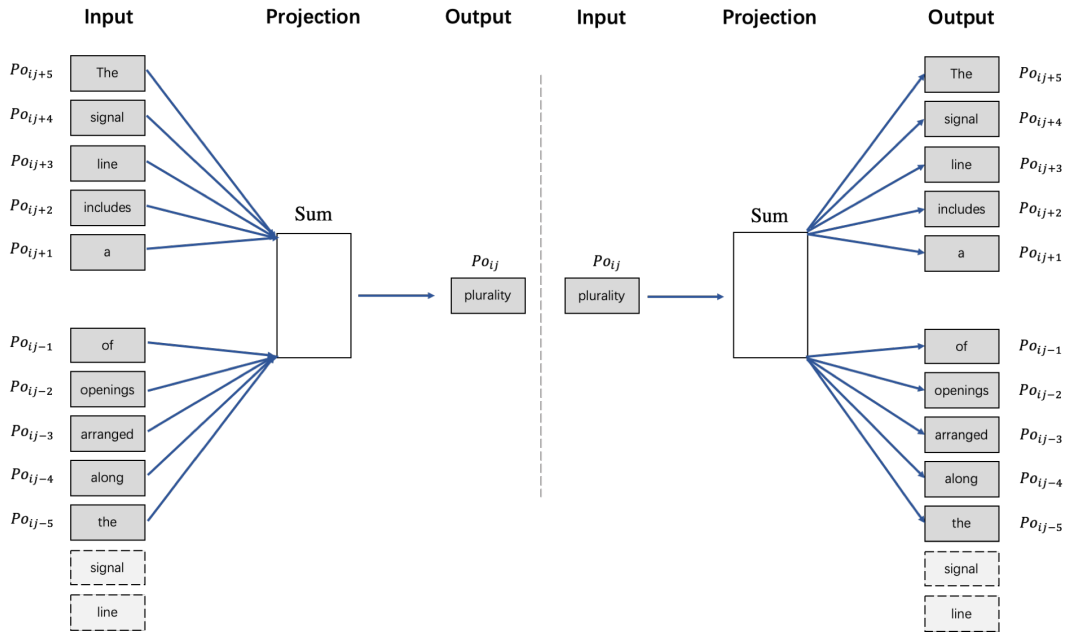 Input Projection Output Input Projection Output
Po_{ij+5} The The Po_{ij+5}
Po_{ij+4} signal signal Po_{ij+4}
Po_{ij+3} line line Po_{ij+3}
Po_{ij+2} includes includes Po_{ij+2}
Sum Sum
Po_{ij+1} a a Po_{ij+1}
Po_{ij} Po_{ij}
plurality plurality
Po_{ij−1} of of Po_{ij−1}
Po_{ij−2} openings openings Po_{ij−2}
Po_{ij−3} arranged arranged Po_{ij−3}
Po_{ij−4} along along Po_{ij−4}
Po_{ij−5} the the Po_{ij−5}
signal signal
line line